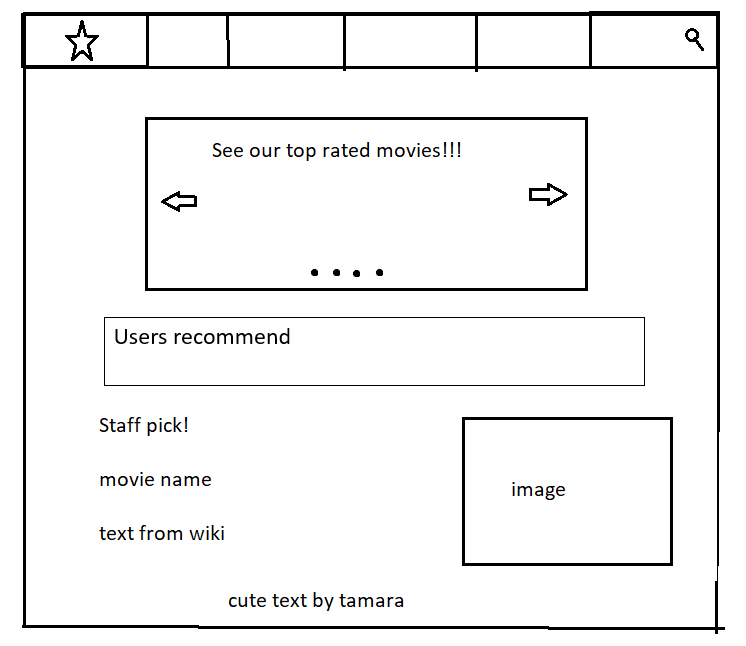 See our top rated movies!!!
Users recommend
Staff pick!
movie name
image
text from wiki
cute text by tamara